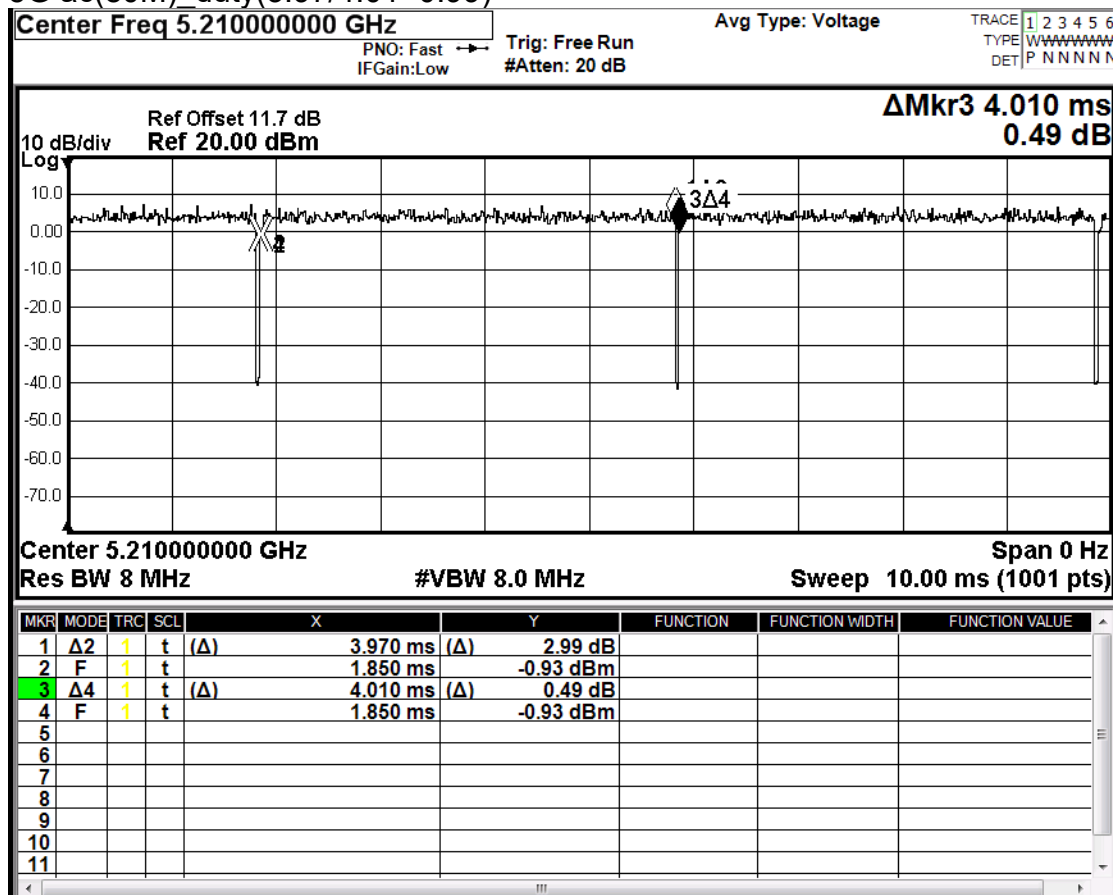 Center Freq 5.210000000 GHz
PNO: Fast
IFGain:Low
Trig: Free Run
#Atten: 20 dB
Avg Type: Voltage
TRACE 1 2 3 4 5 6
TYPE WWWWWW
DET P N N N N N
ΔMkr3 4.010 ms
0.49 dB
Ref Offset 11.7 dB
10 dB/div Ref 20.00 dBm
Log
10.0
0.00
-10.0
-20.0
-30.0
-40.0
-50.0
-60.0
-70.0
3Δ4
Center 5.210000000 GHz Span 0 Hz
Res BW 8 MHz #VBW 8.0 MHz Sweep 10.00 ms (1001 pts)
MKR MODE TRC SCL X Y FUNCTION FUNCTION WIDTH FUNCTION VALUE
1 Δ2 1 t (Δ) 3.970 ms (Δ) 2.99 dB
2 F 1 t 1.850 ms -0.93 dBm
3 Δ4 1 t (Δ) 4.010 ms (Δ) 0.49 dB
4 F 1 t 1.850 ms -0.93 dBm
5
6
7
8
9
10
11